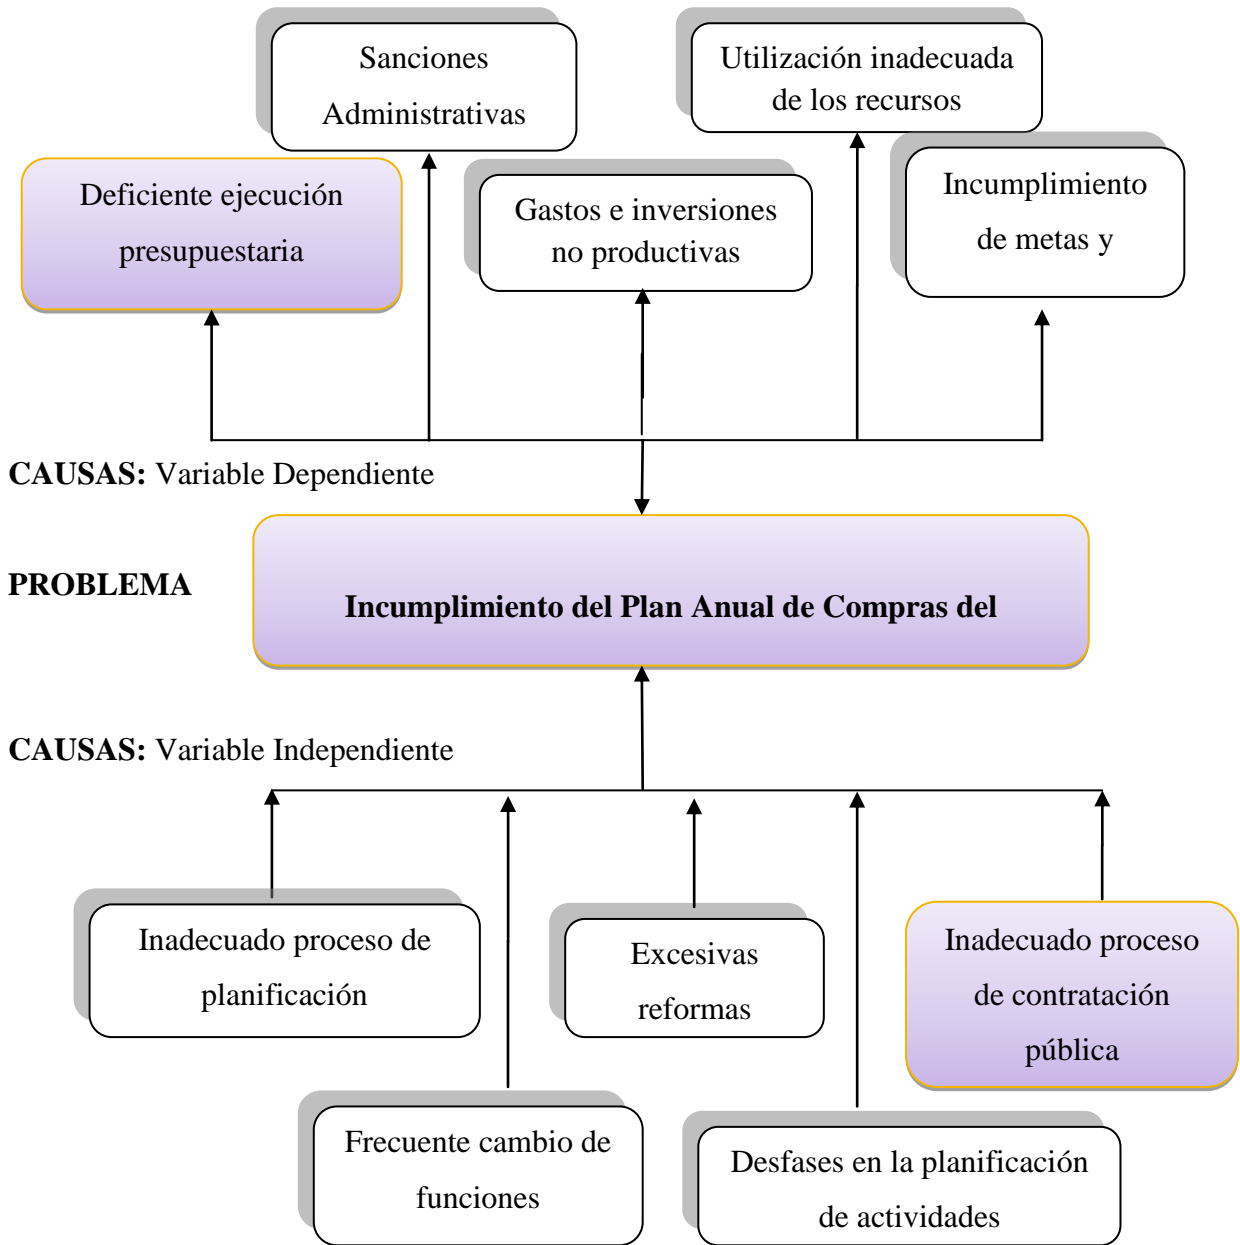 Sanciones
Administrativas
Utilización inadecuada
de los recursos
Deficiente ejecución
presupuestaria
Gastos e inversiones
no productivas
Incumplimiento
de metas y
CAUSAS: Variable Dependiente
PROBLEMA
Incumplimiento del Plan Anual de Compras del
CAUSAS: Variable Independiente
Inadecuado proceso de
planificación
Excesivas
reformas
Inadecuado proceso
de contratación
pública
Frecuente cambio de
funciones
Desfases en la planificación
de actividades